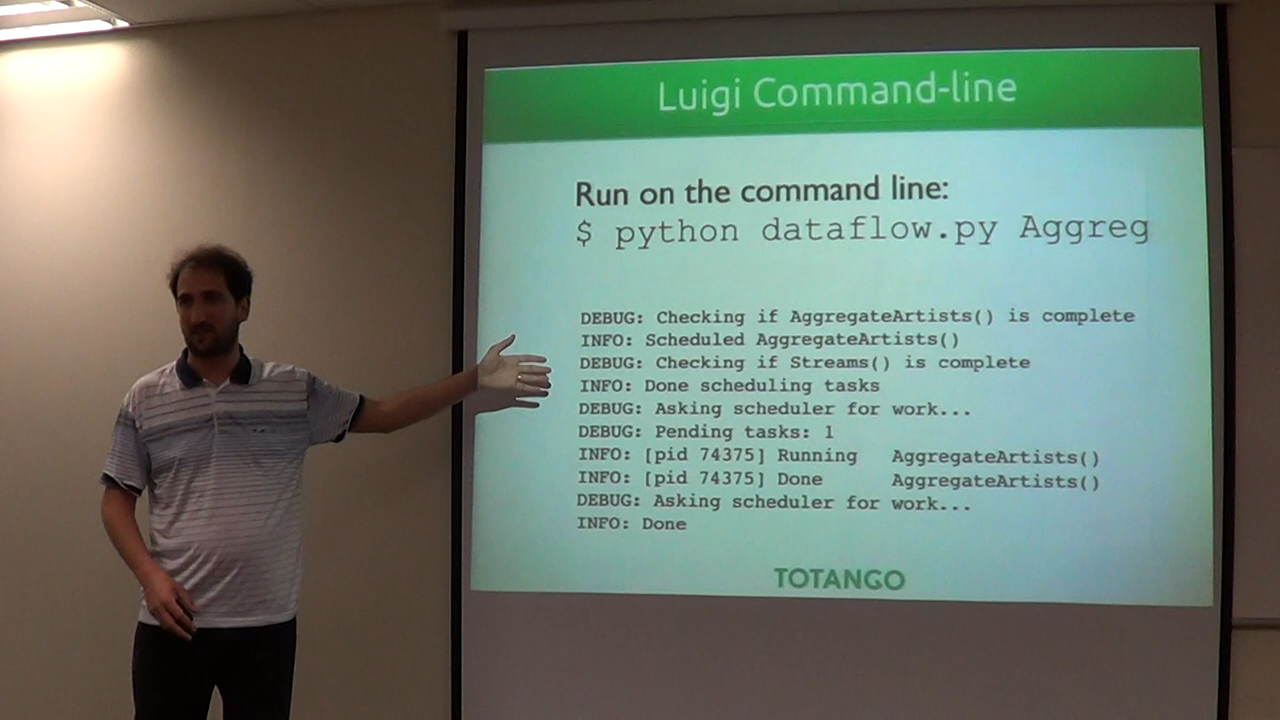 Luigi Command-line
Run on the command line:
$ python dataflow.py Aggreg
DEBUG: Checking if AggregateArtists() is complete
INFO: Scheduled AggregateArtists()
DEBUG: Checking if Streams() is complete
INFO: Done scheduling tasks
DEBUG: Asking scheduler for work...
DEBUG: Pending tasks: 1
INFO: [pid 74375] Running AggregateArtists()
INFO: [pid 74375] Done AggregateArtists()
DEBUG: Asking scheduler for work...
INFO: Done
TOTANGO